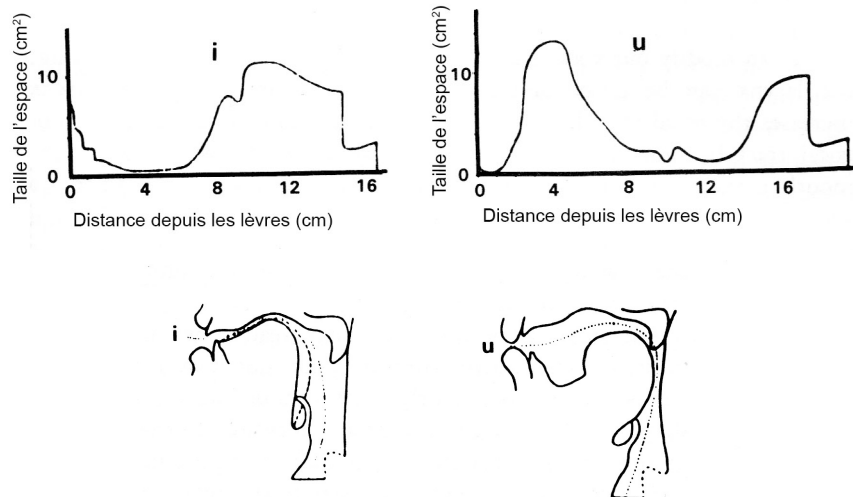 Taille de l'espace (cm²)
i
10
0
0 4 8 12 16
Distance depuis les lèvres (cm)
Taille de l'espace (cm²)
u
10
0
0 4 8 12 16
Distance depuis les lèvres (cm)
i
u